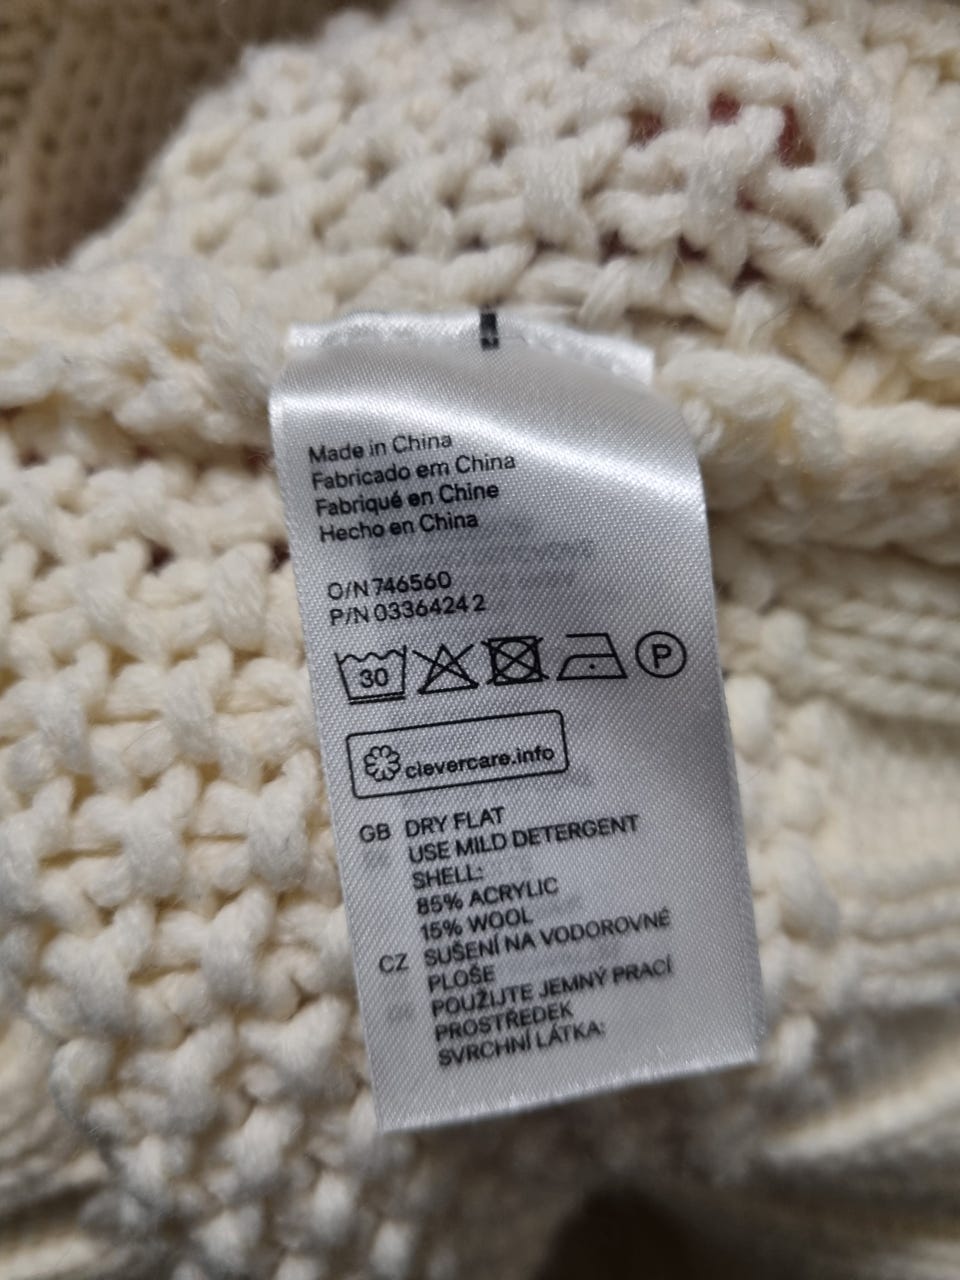 Made in China
Fabricado em China
Fabriqué en Chine
Hecho en China
O/N 746560
P/N 03364242
30 P
clevercare.info
GB DRY FLAT
USE MILD DETERGENT
SHELL:
85% ACRYLIC
15% WOOL
CZ SUŠENÍ NA VODOROVNÉ
PLOŠE
POUŽIJTE JEMNÝ PRACÍ
PROSTŘEDEK
SVRCHNÍ LÁTKA: